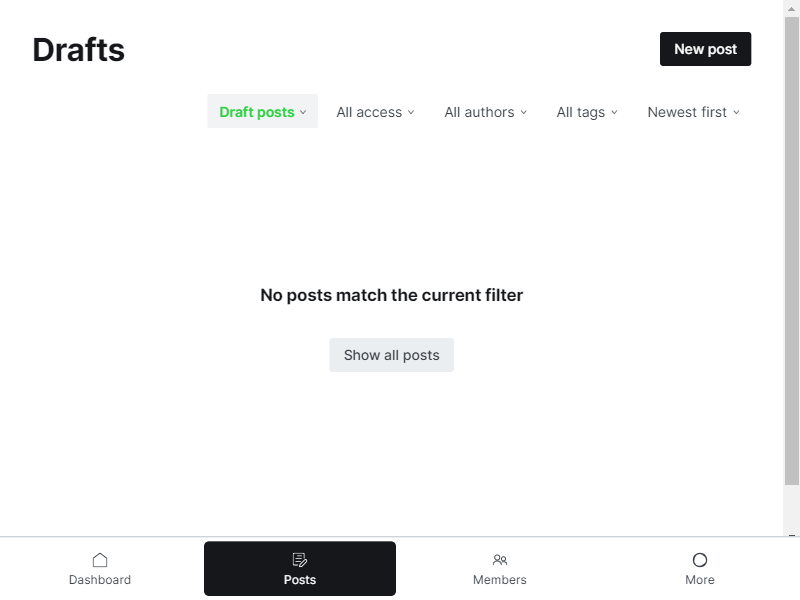 Drafts
New post
Draft posts
All access
All authors
All tags
Newest first
No posts match the current filter
Show all posts
Dashboard
Posts
Members
More